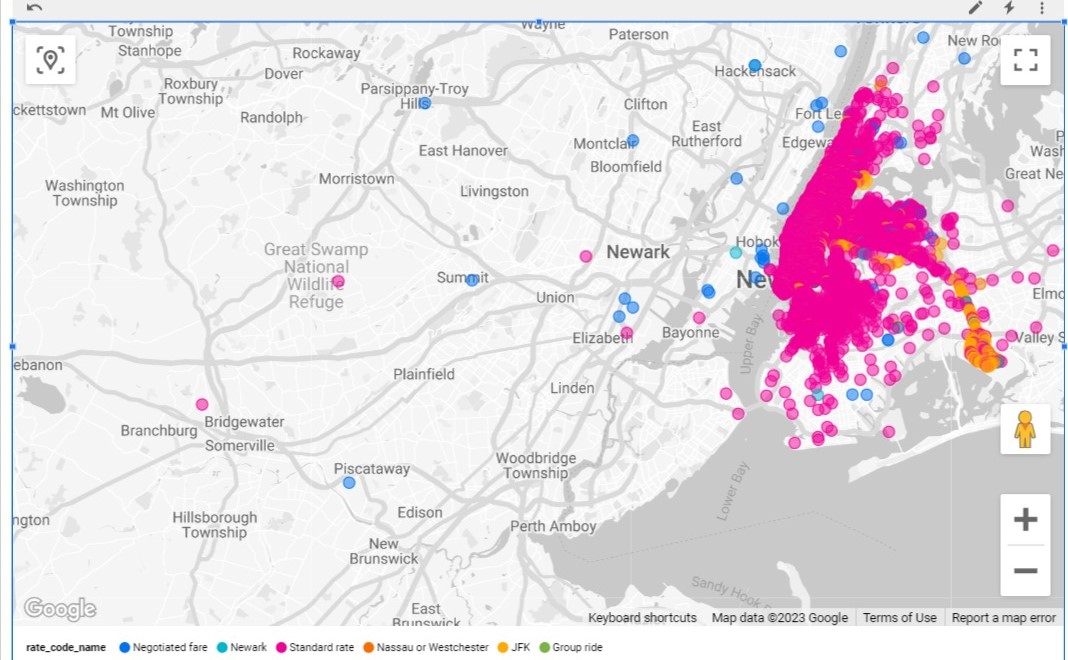 Wayne
Township
Stanhope
Paterson
New Ro
Rockaway
Dover
Hackensack
Parsippany-Troy
Hills
Roxbury
Township
ckettstown
Mt Olive
Randolph
Clifton
Fort Lee
East
Rutherford
Edgewa
Montclair
East Hanover
Bloomfield
Wash
Great Ne
Morristown
Livingston
Washington
Township
Hobok
Newark
Great Swamp
National
Wildlife
Refuge
Summit
New
Union
Elmo
Elizabeth
Bayonne
Upper Bay
Valley S
ebanon
Plainfield
Linden
Branchburg
Bridgewater
Somerville
Woodbridge
Township
Piscataway
Lower Bay
ngton
Hillsborough
Township
Edison
Perth Amboy
New
Brunswick
Sandy Hook
East
Brunswick
Google
Keyboard shortcuts Map data ©2023 Google Terms of Use Report a map error
rate_code_name Negotiated fare Newark Standard rate Nassau or Westchester JFK Group ride